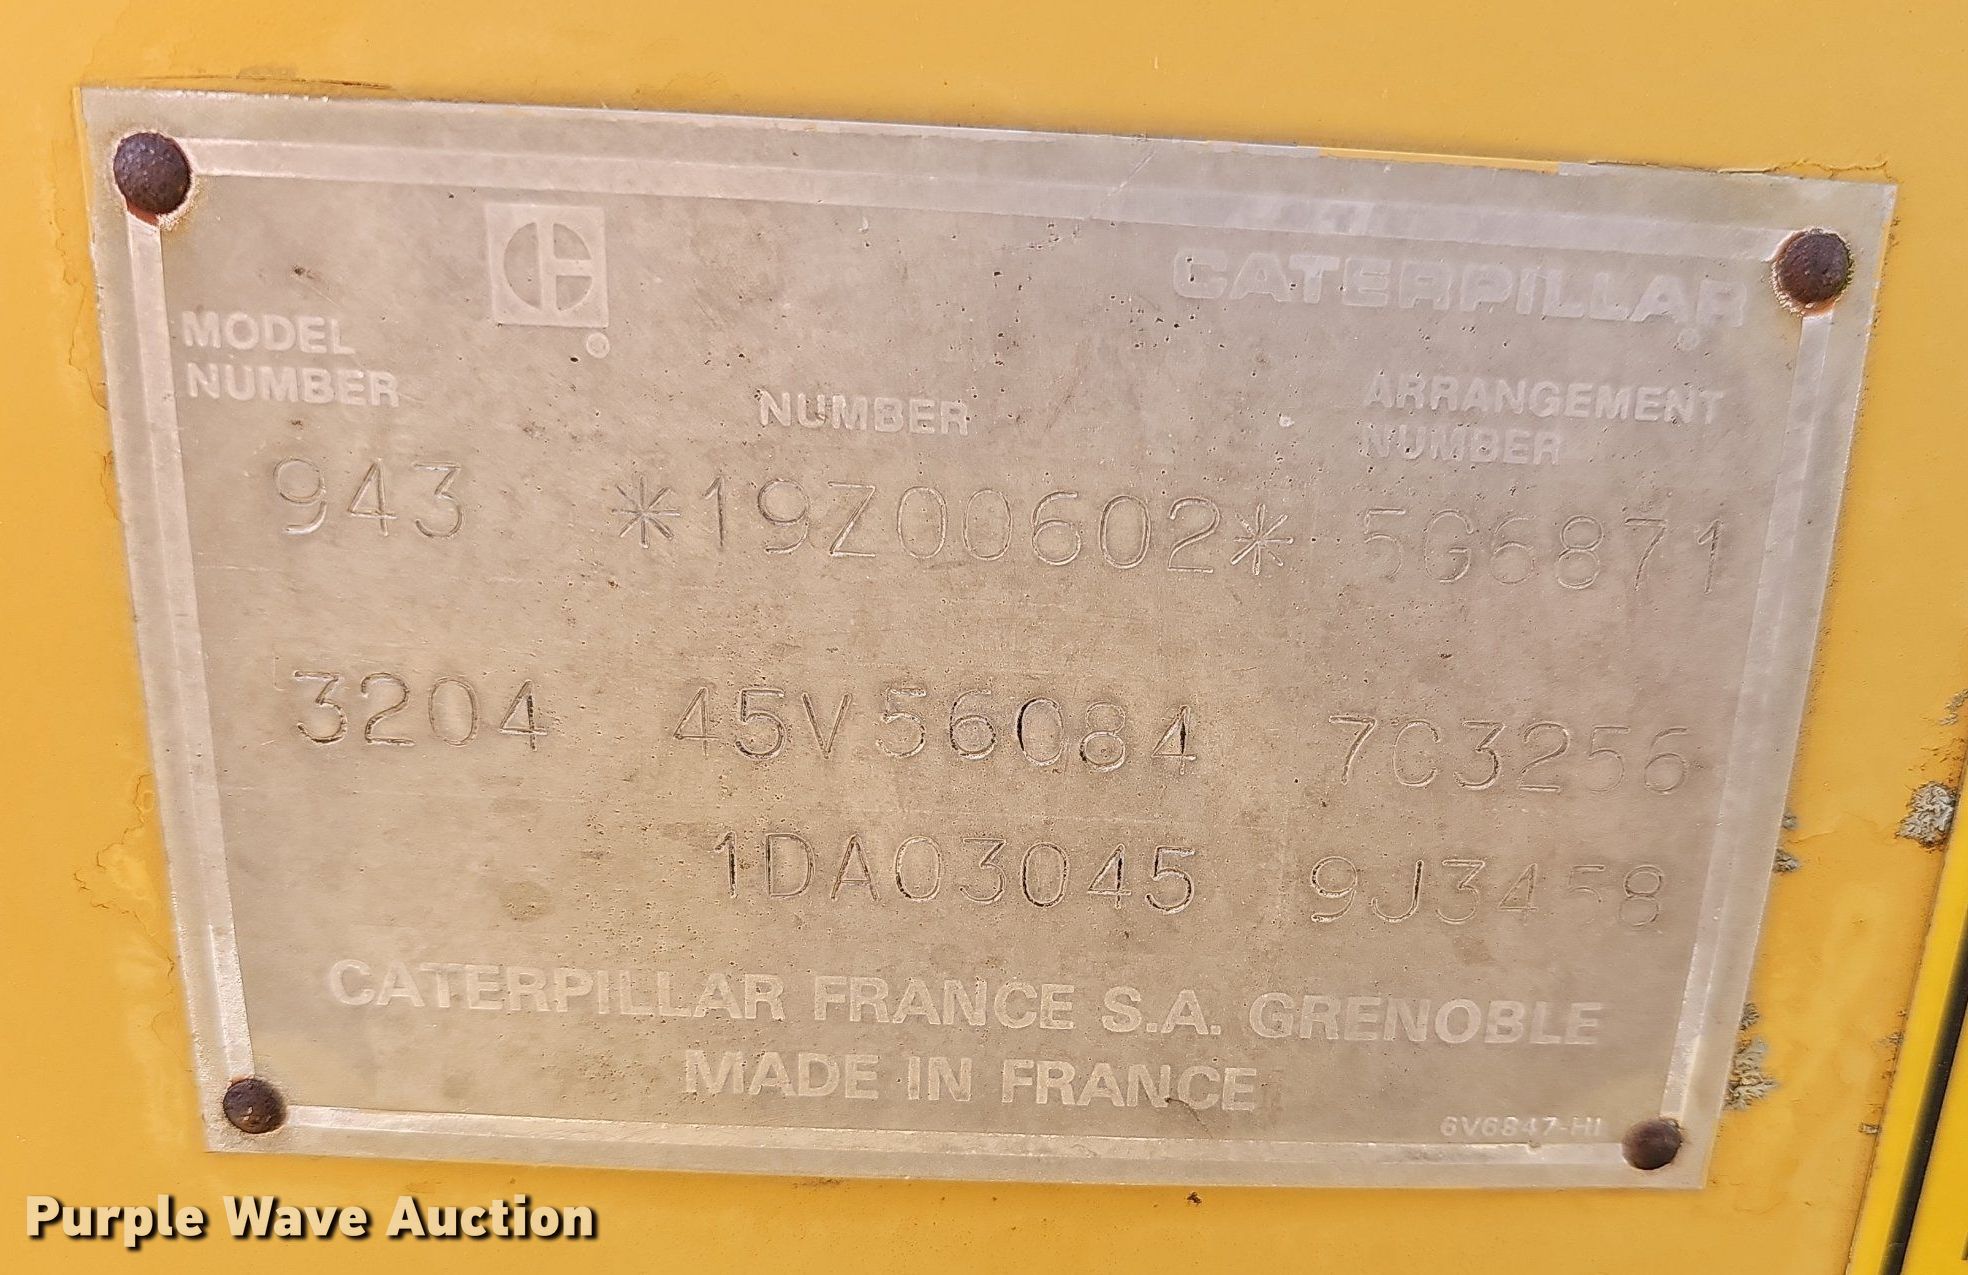 CATERPILLAR
®
®
MODEL NUMBER
NUMBER
ARRANGEMENT NUMBER
943 *19Z00602* 5G6871
3204 45V56084 7C3256
1DA03045 9J3458
CATERPILLAR FRANCE S.A. GRENOBLE
MADE IN FRANCE
6V6847-HI
Purple Wave Auction